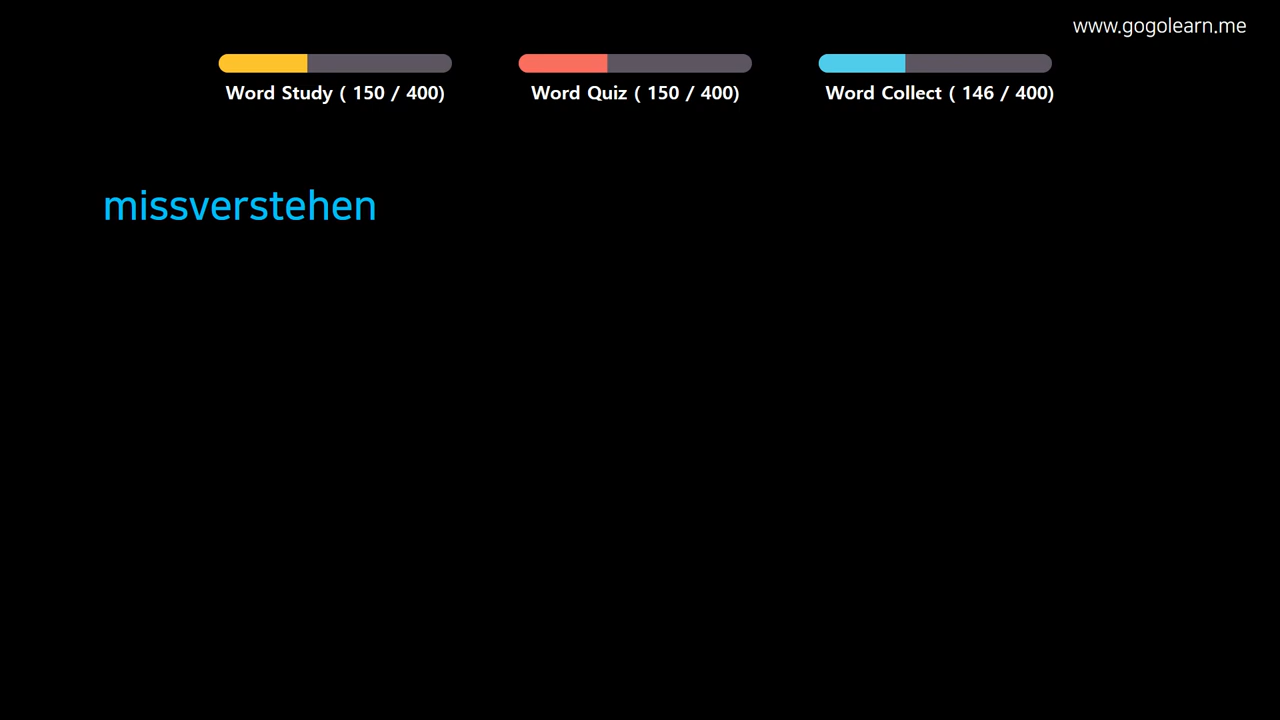 www.gogolearn.me
Word Study ( 150 / 400)
Word Quiz ( 150 / 400)
Word Collect ( 146 / 400)
missverstehen